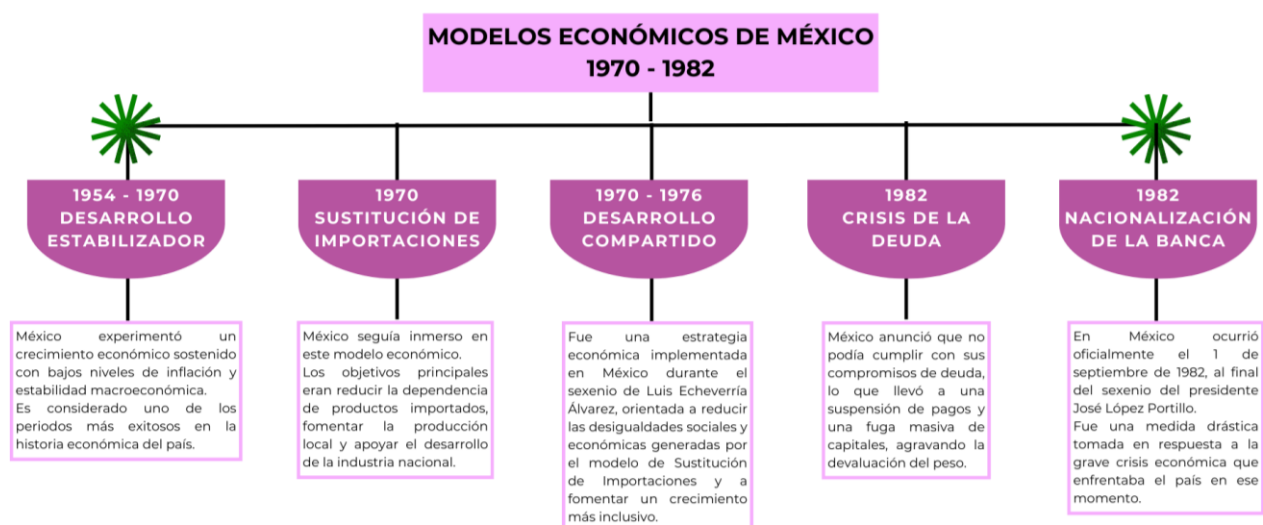 MODELOS ECONÓMICOS DE MÉXICO
1970 - 1982
1954 - 1970
DESARROLLO
ESTABILIZADOR
México experimentó un
crecimiento económico sostenido
con bajos niveles de inflación y
estabilidad macroeconómica.
Es considerado uno de los
periodos más exitosos en la
historia económica del país.
1970
SUSTITUCIÓN DE
IMPORTACIONES
México seguía inmerso en
este modelo económico.
Los objetivos principales
eran reducir la dependencia
de productos importados,
fomentar la producción
local y apoyar el desarrollo
de la industria nacional.
1970 - 1976
DESARROLLO
COMPARTIDO
Fue una estrategia
económica implementada
en México durante el
sexenio de Luis Echeverría
Álvarez, orientada a reducir
las desigualdades sociales y
económicas generadas por
el modelo de Sustitución
de Importaciones y a
fomentar un crecimiento
más inclusivo.
1982
CRISIS DE LA
DEUDA
México anunció que no
podía cumplir con sus
compromisos de deuda,
lo que llevó a una
suspensión de pagos y
una fuga masiva de
capitales, agravando la
devaluación del peso.
1982
NACIONALIZACIÓN
DE LA BANCA
En México ocurrió
oficialmente el 1 de
septiembre de 1982, al final
del sexenio del presidente
José López Portillo.
Fue una medida drástica
tomada en respuesta a la
grave crisis económica que
enfrentaba el país en ese
momento.